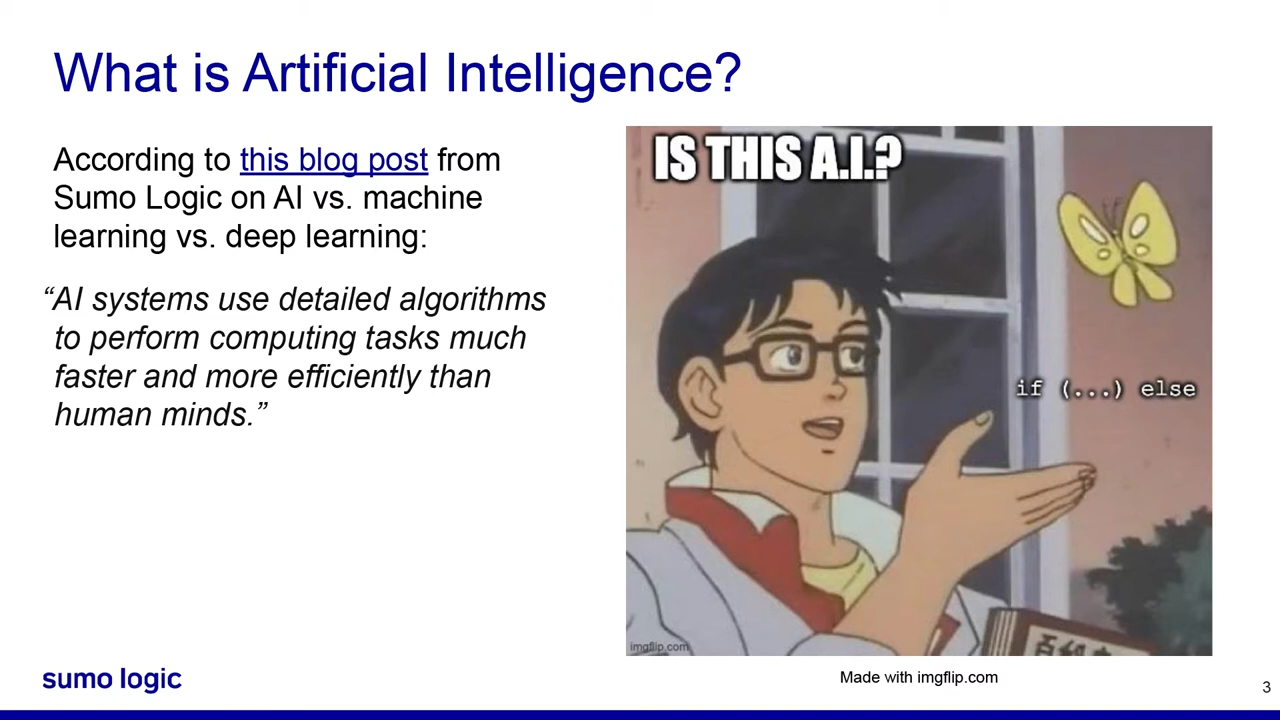 What is Artificial Intelligence?
According to this blog post from
Sumo Logic on AI vs. machine
learning vs. deep learning:
“AI systems use detailed algorithms
to perform computing tasks much
faster and more efficiently than
human minds.”
IS THIS A.I.?
if (...) else
imgflip.com
Made with imgflip.com
sumo logic
3